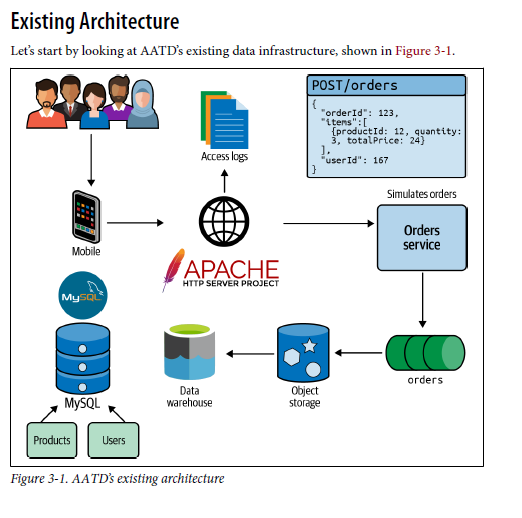 Existing Architecture
Let's start by looking at AATD's existing data infrastructure, shown in Figure 3-1.
POST/orders
{
"orderId": 123,
"items":[
{productId: 12, quantity:
3, totalPrice: 24}
],
"userId": 167
}
Access logs
Simulates orders
Mobile
Orders
service
APACHE
HTTP SERVER PROJECT
MySQL
orders
MySQL
Data
warehouse
Object
storage
Products
Users
Figure 3-1. AATD's existing architecture